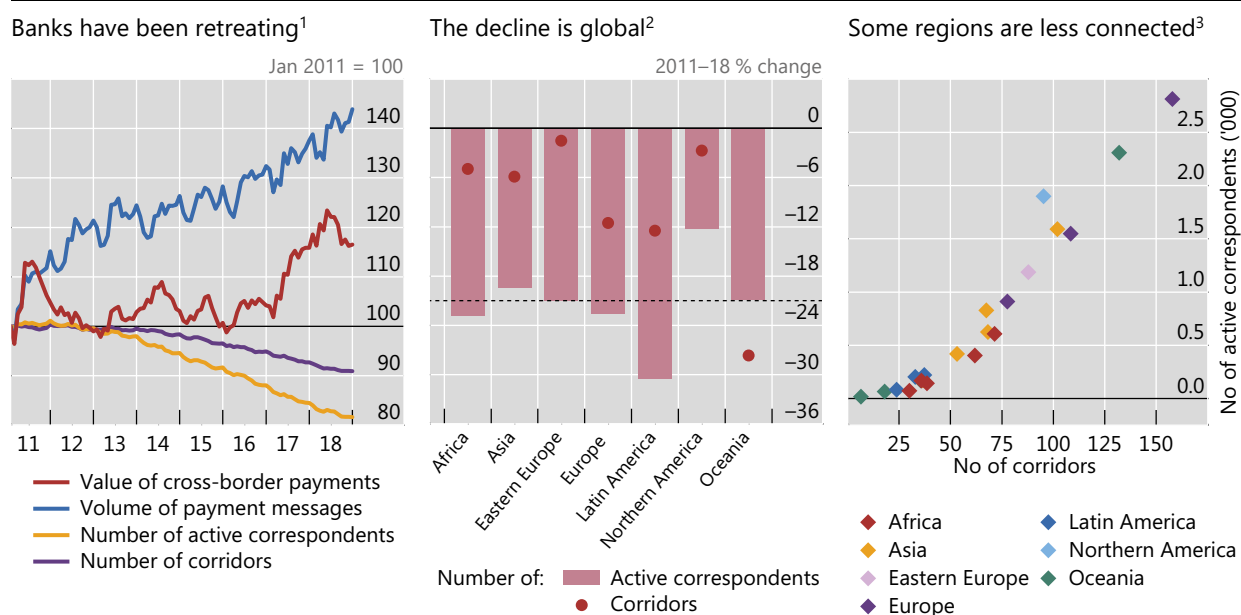 Banks have been retreating¹
Jan 2011 = 100
140
130
120
110
100
90
80
11 12 13 14 15 16 17 18
Value of cross-border payments
Volume of payment messages
Number of active correspondents
Number of corridors
The decline is global²
2011–18 % change
0
–6
–12
–18
–24
–30
–36
Africa
Asia
Eastern Europe
Europe
Latin America
Northern America
Oceania
Number of:
Active correspondents
Corridors
Some regions are less connected³
2.5
2.0
1.5
1.0
0.5
0.0
No of active correspondents ('000)
25 50 75 100 125 150
No of corridors
Africa
Asia
Eastern Europe
Europe
Latin America
Northern America
Oceania